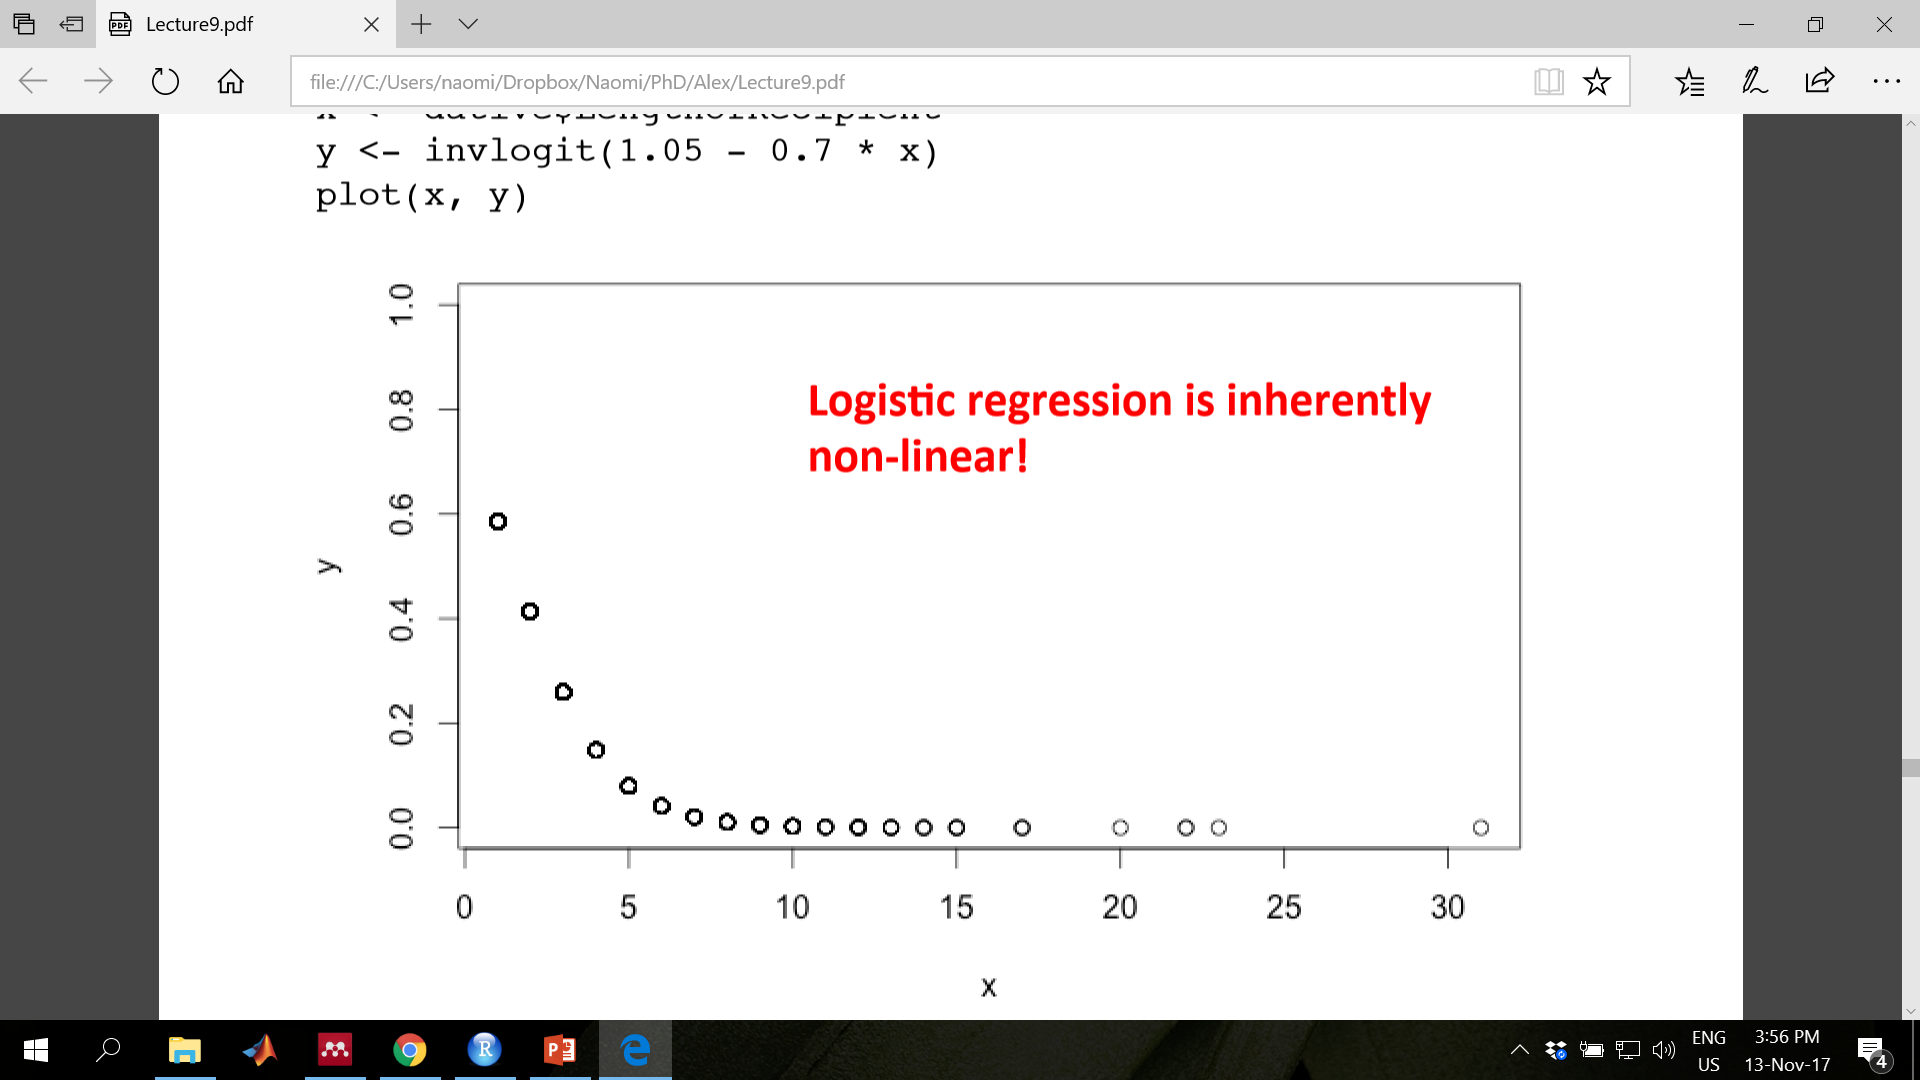 Lecture9.pdf
file:///C:/Users/naomi/Dropbox/Naomi/PhD/Alex/Lecture9.pdf
x <- dative$LengthOfRecipient
y <- invlogit(1.05 - 0.7 * x)
plot(x, y)
Logistic regression is inherently
non-linear!
1.0
0.8
0.6
0.4
0.2
0.0
y
0 5 10 15 20 25 30
x
ENG 3:56 PM
US 13-Nov-17 4